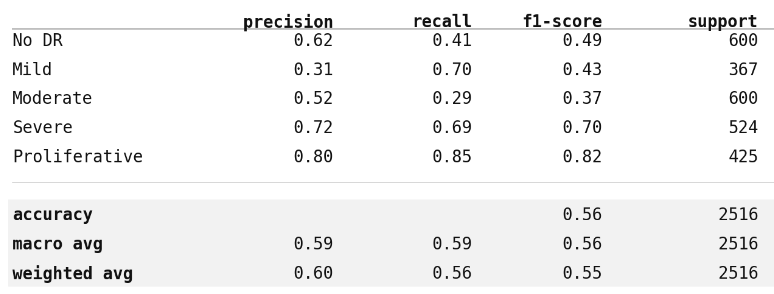 precision recall f1-score support
No DR 0.62 0.41 0.49 600
Mild 0.31 0.70 0.43 367
Moderate 0.52 0.29 0.37 600
Severe 0.72 0.69 0.70 524
Proliferative 0.80 0.85 0.82 425
accuracy 0.56 2516
macro avg 0.59 0.59 0.56 2516
weighted avg 0.60 0.56 0.55 2516